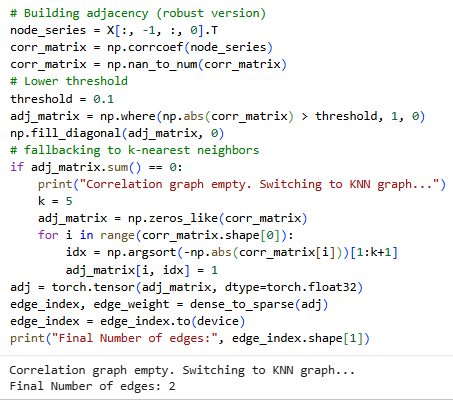 # Building adjacency (robust version)
node_series = X[:, -1, :, 0].T
corr_matrix = np.corrcoef(node_series)
corr_matrix = np.nan_to_num(corr_matrix)
# Lower threshold
threshold = 0.1
adj_matrix = np.where(np.abs(corr_matrix) > threshold, 1, 0)
np.fill_diagonal(adj_matrix, 0)
# fallbacking to k-nearest neighbors
if adj_matrix.sum() == 0:
    print("Correlation graph empty. Switching to KNN graph...")
    k = 5
    adj_matrix = np.zeros_like(corr_matrix)
    for i in range(corr_matrix.shape[0]):
        idx = np.argsort(-np.abs(corr_matrix[i]))[1:k+1]
        adj_matrix[i, idx] = 1
adj = torch.tensor(adj_matrix, dtype=torch.float32)
edge_index, edge_weight = dense_to_sparse(adj)
edge_index = edge_index.to(device)
print("Final Number of edges:", edge_index.shape[1])
Correlation graph empty. Switching to KNN graph...
Final Number of edges: 2